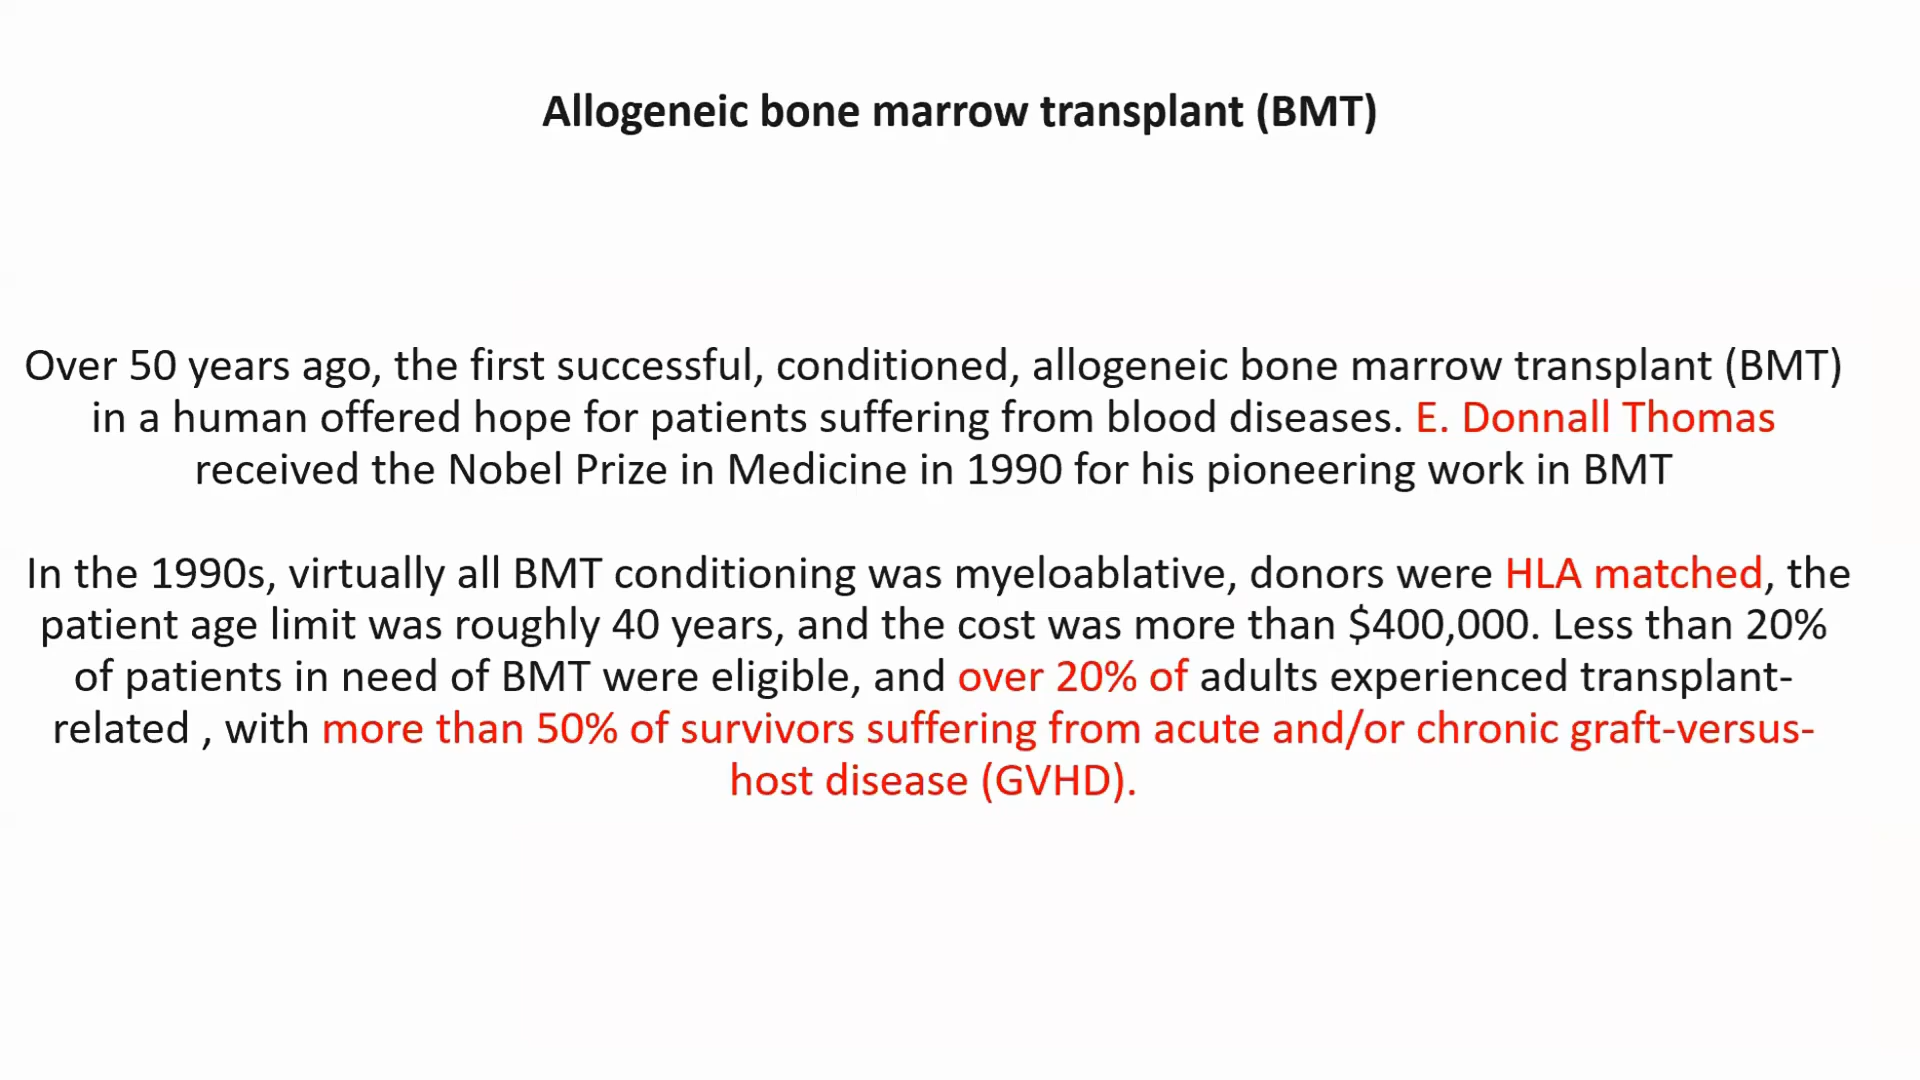 Allogeneic bone marrow transplant (BMT)
Over 50 years ago, the first successful, conditioned, allogeneic bone marrow transplant (BMT)
in a human offered hope for patients suffering from blood diseases. E. Donnall Thomas
received the Nobel Prize in Medicine in 1990 for his pioneering work in BMT
In the 1990s, virtually all BMT conditioning was myeloablative, donors were HLA matched, the
patient age limit was roughly 40 years, and the cost was more than $400,000. Less than 20%
of patients in need of BMT were eligible, and over 20% of adults experienced transplant-
related , with more than 50% of survivors suffering from acute and/or chronic graft-versus-
host disease (GVHD).